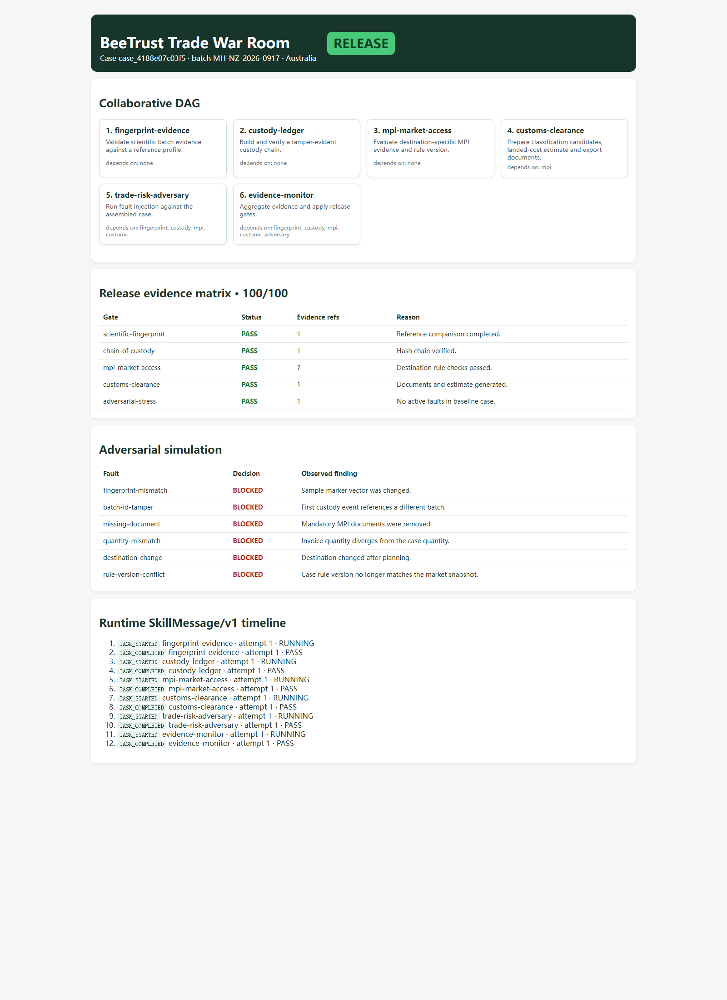 BeeTrust Trade War Room
RELEASE
Case case_4188e07c03f5 · batch MH-NZ-2026-0917 · Australia
Collaborative DAG
1. fingerprint-evidence
Validate scientific batch evidence
against a reference profile.
depends on: none
2. custody-ledger
Build and verify a tamper-evident
custody chain.
depends on: none
3. mpi-market-access
Evaluate destination-specific MPI
evidence and rule version.
depends on: none
4. customs-clearance
Prepare classification candidates,
landed-cost estimate and export
documents.
depends on: mpi
5. trade-risk-adversary
Run fault injection against the
assembled case.
depends on: fingerprint, custody, mpi,
customs
6. evidence-monitor
Aggregate evidence and apply release
gates.
depends on: fingerprint, custody, mpi,
customs, adversary
Release evidence matrix • 100/100
Gate Status Evidence refs Reason
scientific-fingerprint PASS 1 Reference comparison completed.
chain-of-custody PASS 1 Hash chain verified.
mpi-market-access PASS 7 Destination rule checks passed.
customs-clearance PASS 1 Documents and estimate generated.
adversarial-stress PASS 1 No active faults in baseline case.
Adversarial simulation
Fault Decision Observed finding
fingerprint-mismatch BLOCKED Sample marker vector was changed.
batch-id-tamper BLOCKED First custody event references a different batch.
missing-document BLOCKED Mandatory MPI documents were removed.
quantity-mismatch BLOCKED Invoice quantity diverges from the case quantity.
destination-change BLOCKED Destination changed after planning.
rule-version-conflict BLOCKED Case rule version no longer matches the market snapshot.
Runtime SkillMessage/v1 timeline
1. TASK_STARTED fingerprint-evidence · attempt 1 · RUNNING
2. TASK_COMPLETED fingerprint-evidence · attempt 1 · PASS
3. TASK_STARTED custody-ledger · attempt 1 · RUNNING
4. TASK_COMPLETED custody-ledger · attempt 1 · PASS
5. TASK_STARTED mpi-market-access · attempt 1 · RUNNING
6. TASK_COMPLETED mpi-market-access · attempt 1 · PASS
7. TASK_STARTED customs-clearance · attempt 1 · RUNNING
8. TASK_COMPLETED customs-clearance · attempt 1 · PASS
9. TASK_STARTED trade-risk-adversary · attempt 1 · RUNNING
10. TASK_COMPLETED trade-risk-adversary · attempt 1 · PASS
11. TASK_STARTED evidence-monitor · attempt 1 · RUNNING
12. TASK_COMPLETED evidence-monitor · attempt 1 · PASS